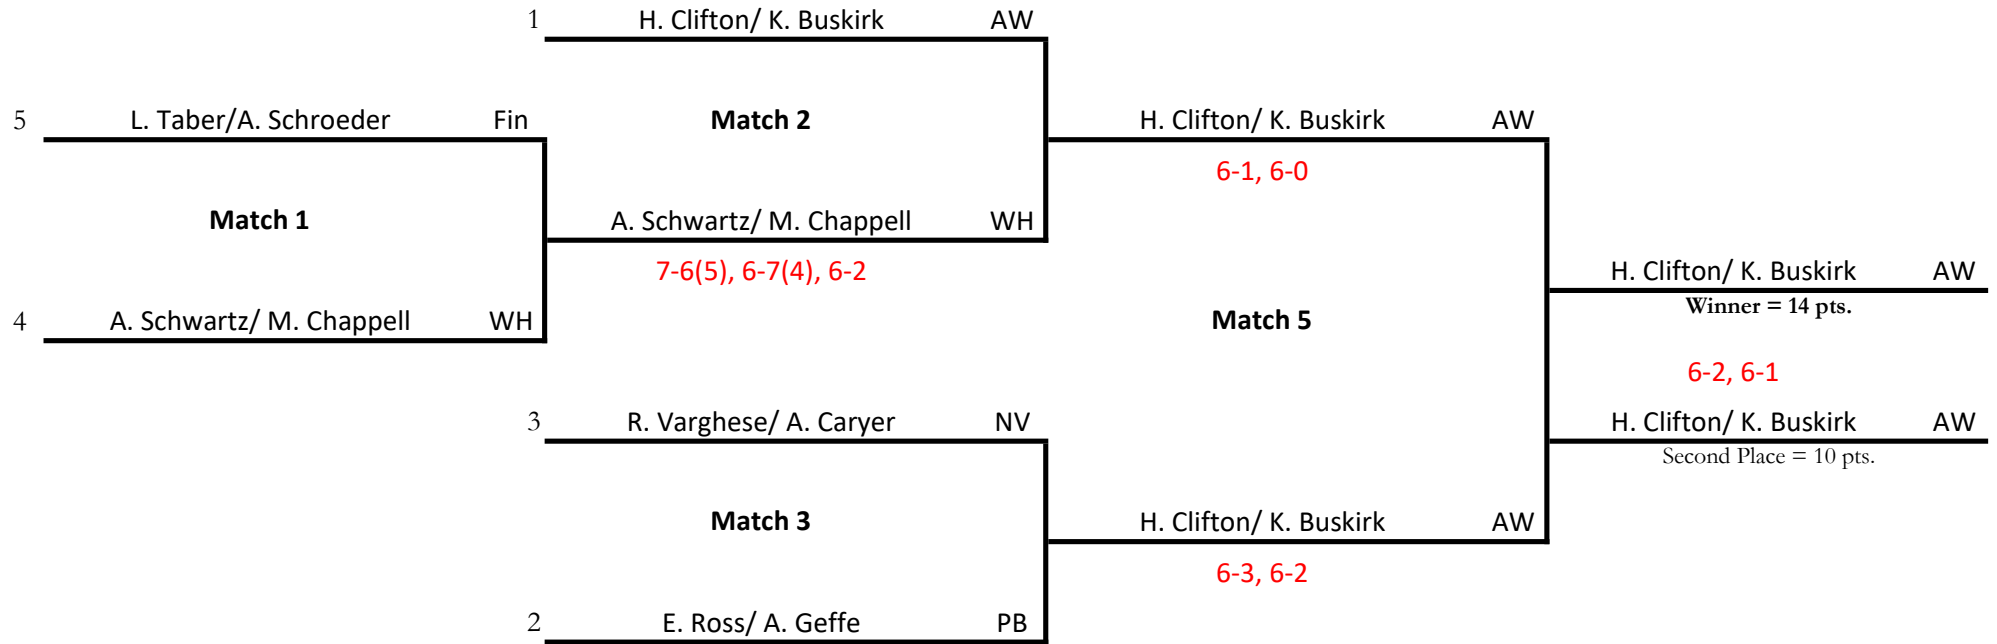 1 H. Clifton/ K. Buskirk AW
5 L. Taber/A. Schroeder Fin Match 2 H. Clifton/ K. Buskirk AW
6-1, 6-0
Match 1 A. Schwartz/ M. Chappell WH
7-6(5), 6-7(4), 6-2 H. Clifton/ K. Buskirk AW
Winner = 14 pts.
4 A. Schwartz/ M. Chappell WH Match 5
6-2, 6-1
3 R. Varghese/ A. Caryer NV H. Clifton/ K. Buskirk AW
Second Place = 10 pts.
Match 3 H. Clifton/ K. Buskirk AW
6-3, 6-2
2 E. Ross/ A. Geffe PB